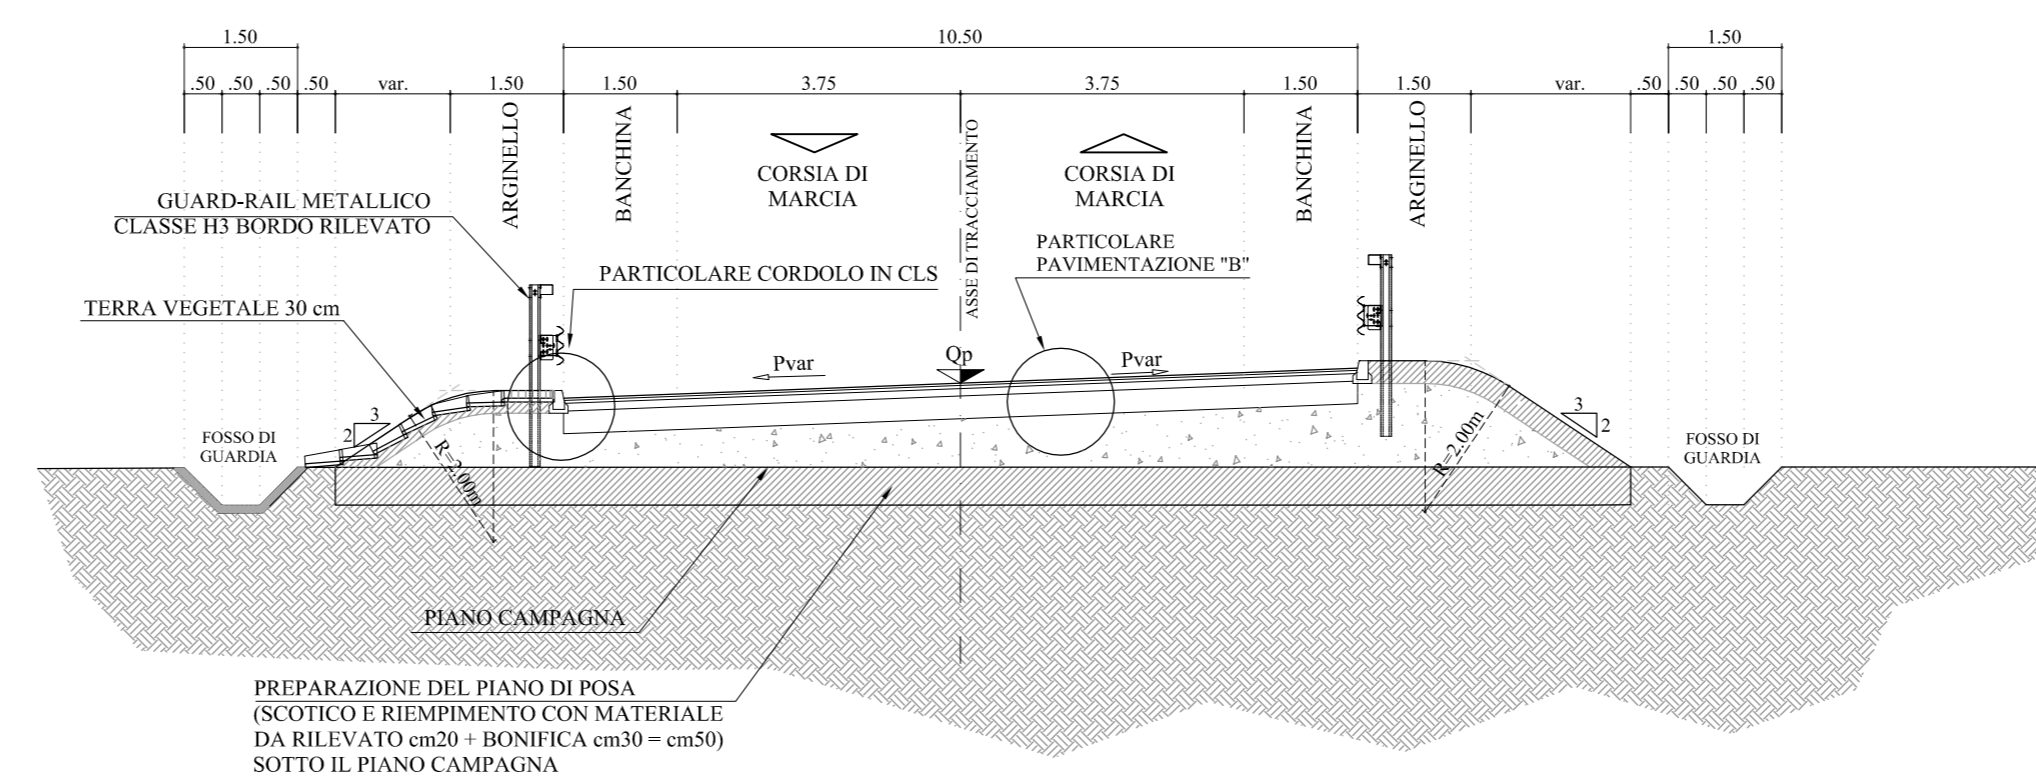 1.50
10.50
1.50
.50 .50 .50 .50 var. 1.50 1.50 3.75 3.75 1.50 1.50 var. .50 .50 .50 .50
ARGINELLO
BANCHINA
CORSIA DI
MARCIA
ASSE DI TRACCIAMENTO
CORSIA DI
MARCIA
BANCHINA
ARGINELLO
GUARD-RAIL METALLICO
CLASSE H3 BORDO RILEVATO
PARTICOLARE CORDOLO IN CLS
PARTICOLARE
PAVIMENTAZIONE "B"
TERRA VEGETALE 30 cm
Pvar
Qp
Pvar
3
2
3
2
FOSSO DI
GUARDIA
R=2.00m
R=2.00m
FOSSO DI
GUARDIA
PIANO CAMPAGNA
PREPARAZIONE DEL PIANO DI POSA
(SCOTICO E RIEMPIMENTO CON MATERIALE
DA RILEVATO cm20 + BONIFICA cm30 = cm50)
SOTTO IL PIANO CAMPAGNA